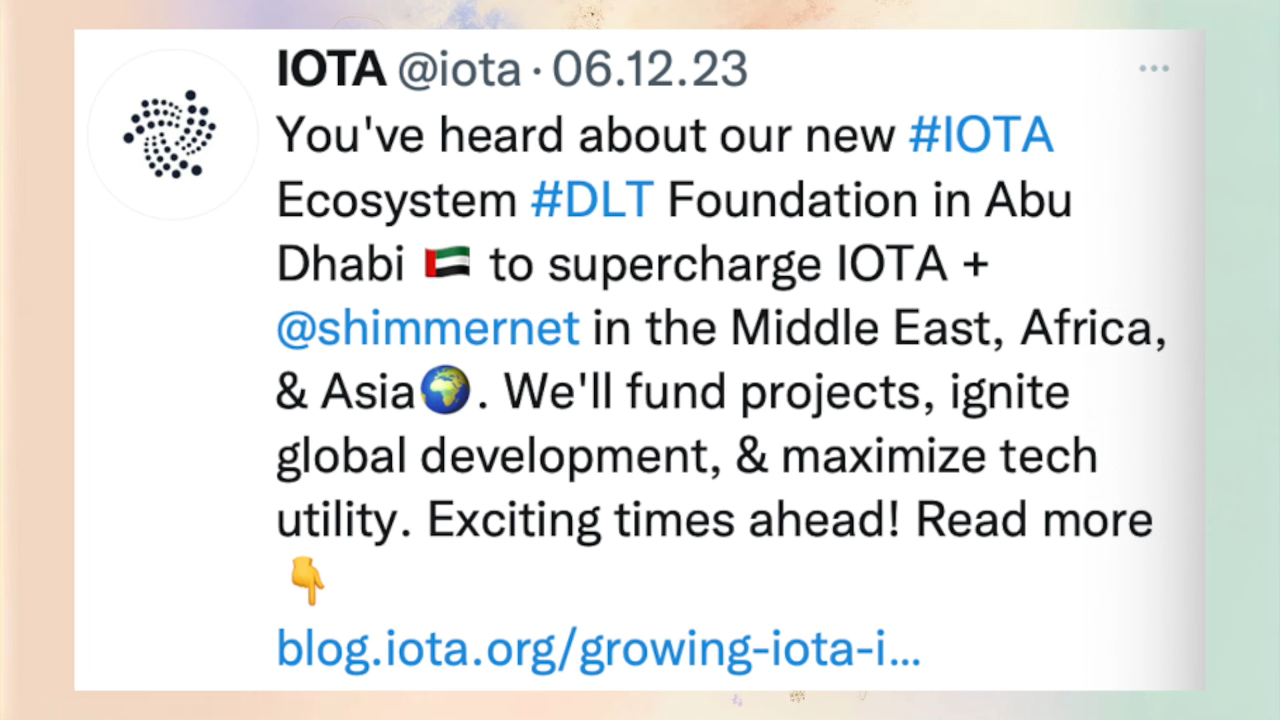 IOTA @iota · 06.12.23 ...
You've heard about our new #IOTA
Ecosystem #DLT Foundation in Abu
Dhabi 🇦🇪 to supercharge IOTA +
@shimmernet in the Middle East, Africa,
& Asia🌍. We'll fund projects, ignite
global development, & maximize tech
utility. Exciting times ahead! Read more
👇
blog.iota.org/growing-iota-i...